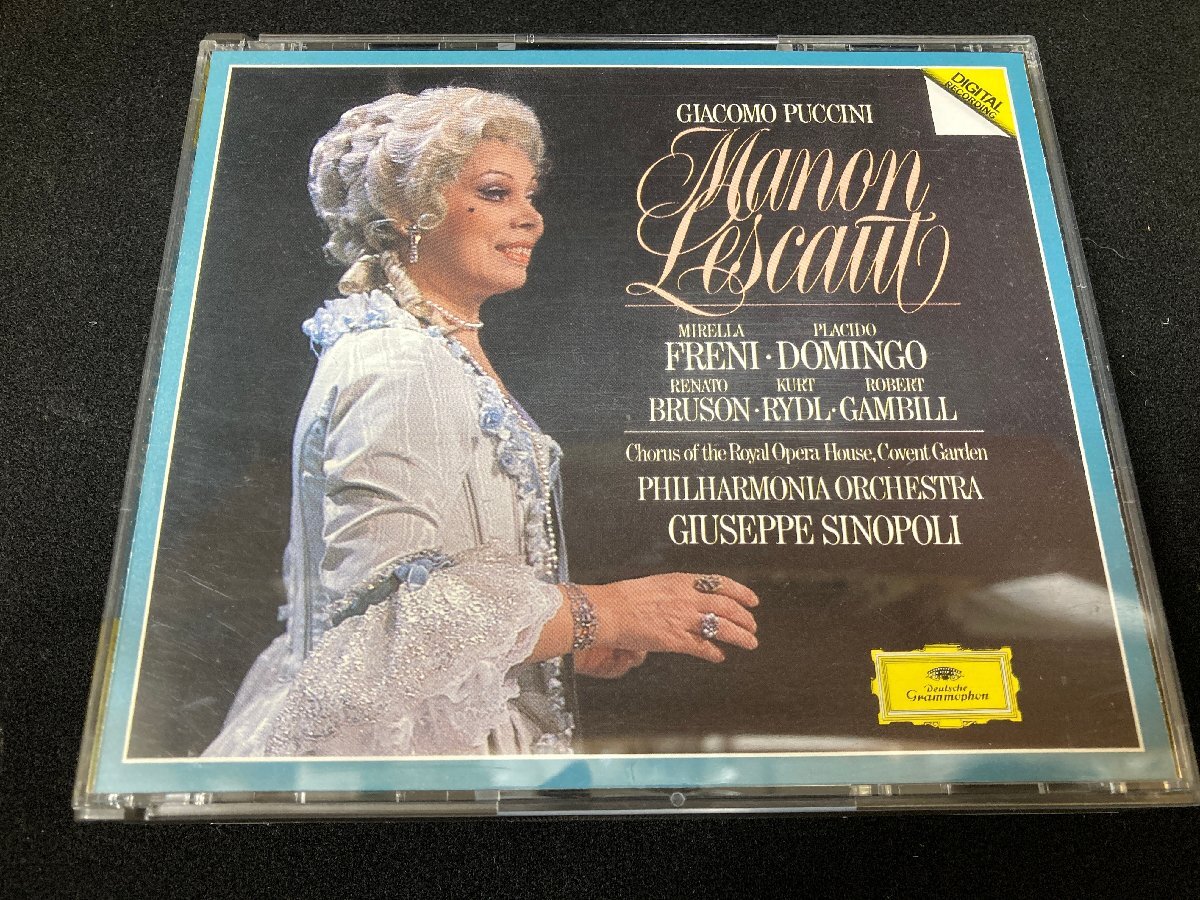 DIGITAL
RECORDING
GIACOMO PUCCINI
Manon
Lescaut
MIRELLA PLACIDO
FRENI · DOMINGO
RENATO KURT ROBERT
BRUSON · RYDL · GAMBILL
Chorus of the Royal Opera House, Covent Garden
PHILHARMONIA ORCHESTRA
GIUSEPPE SINOPOLI
Deutsche
Grammophon